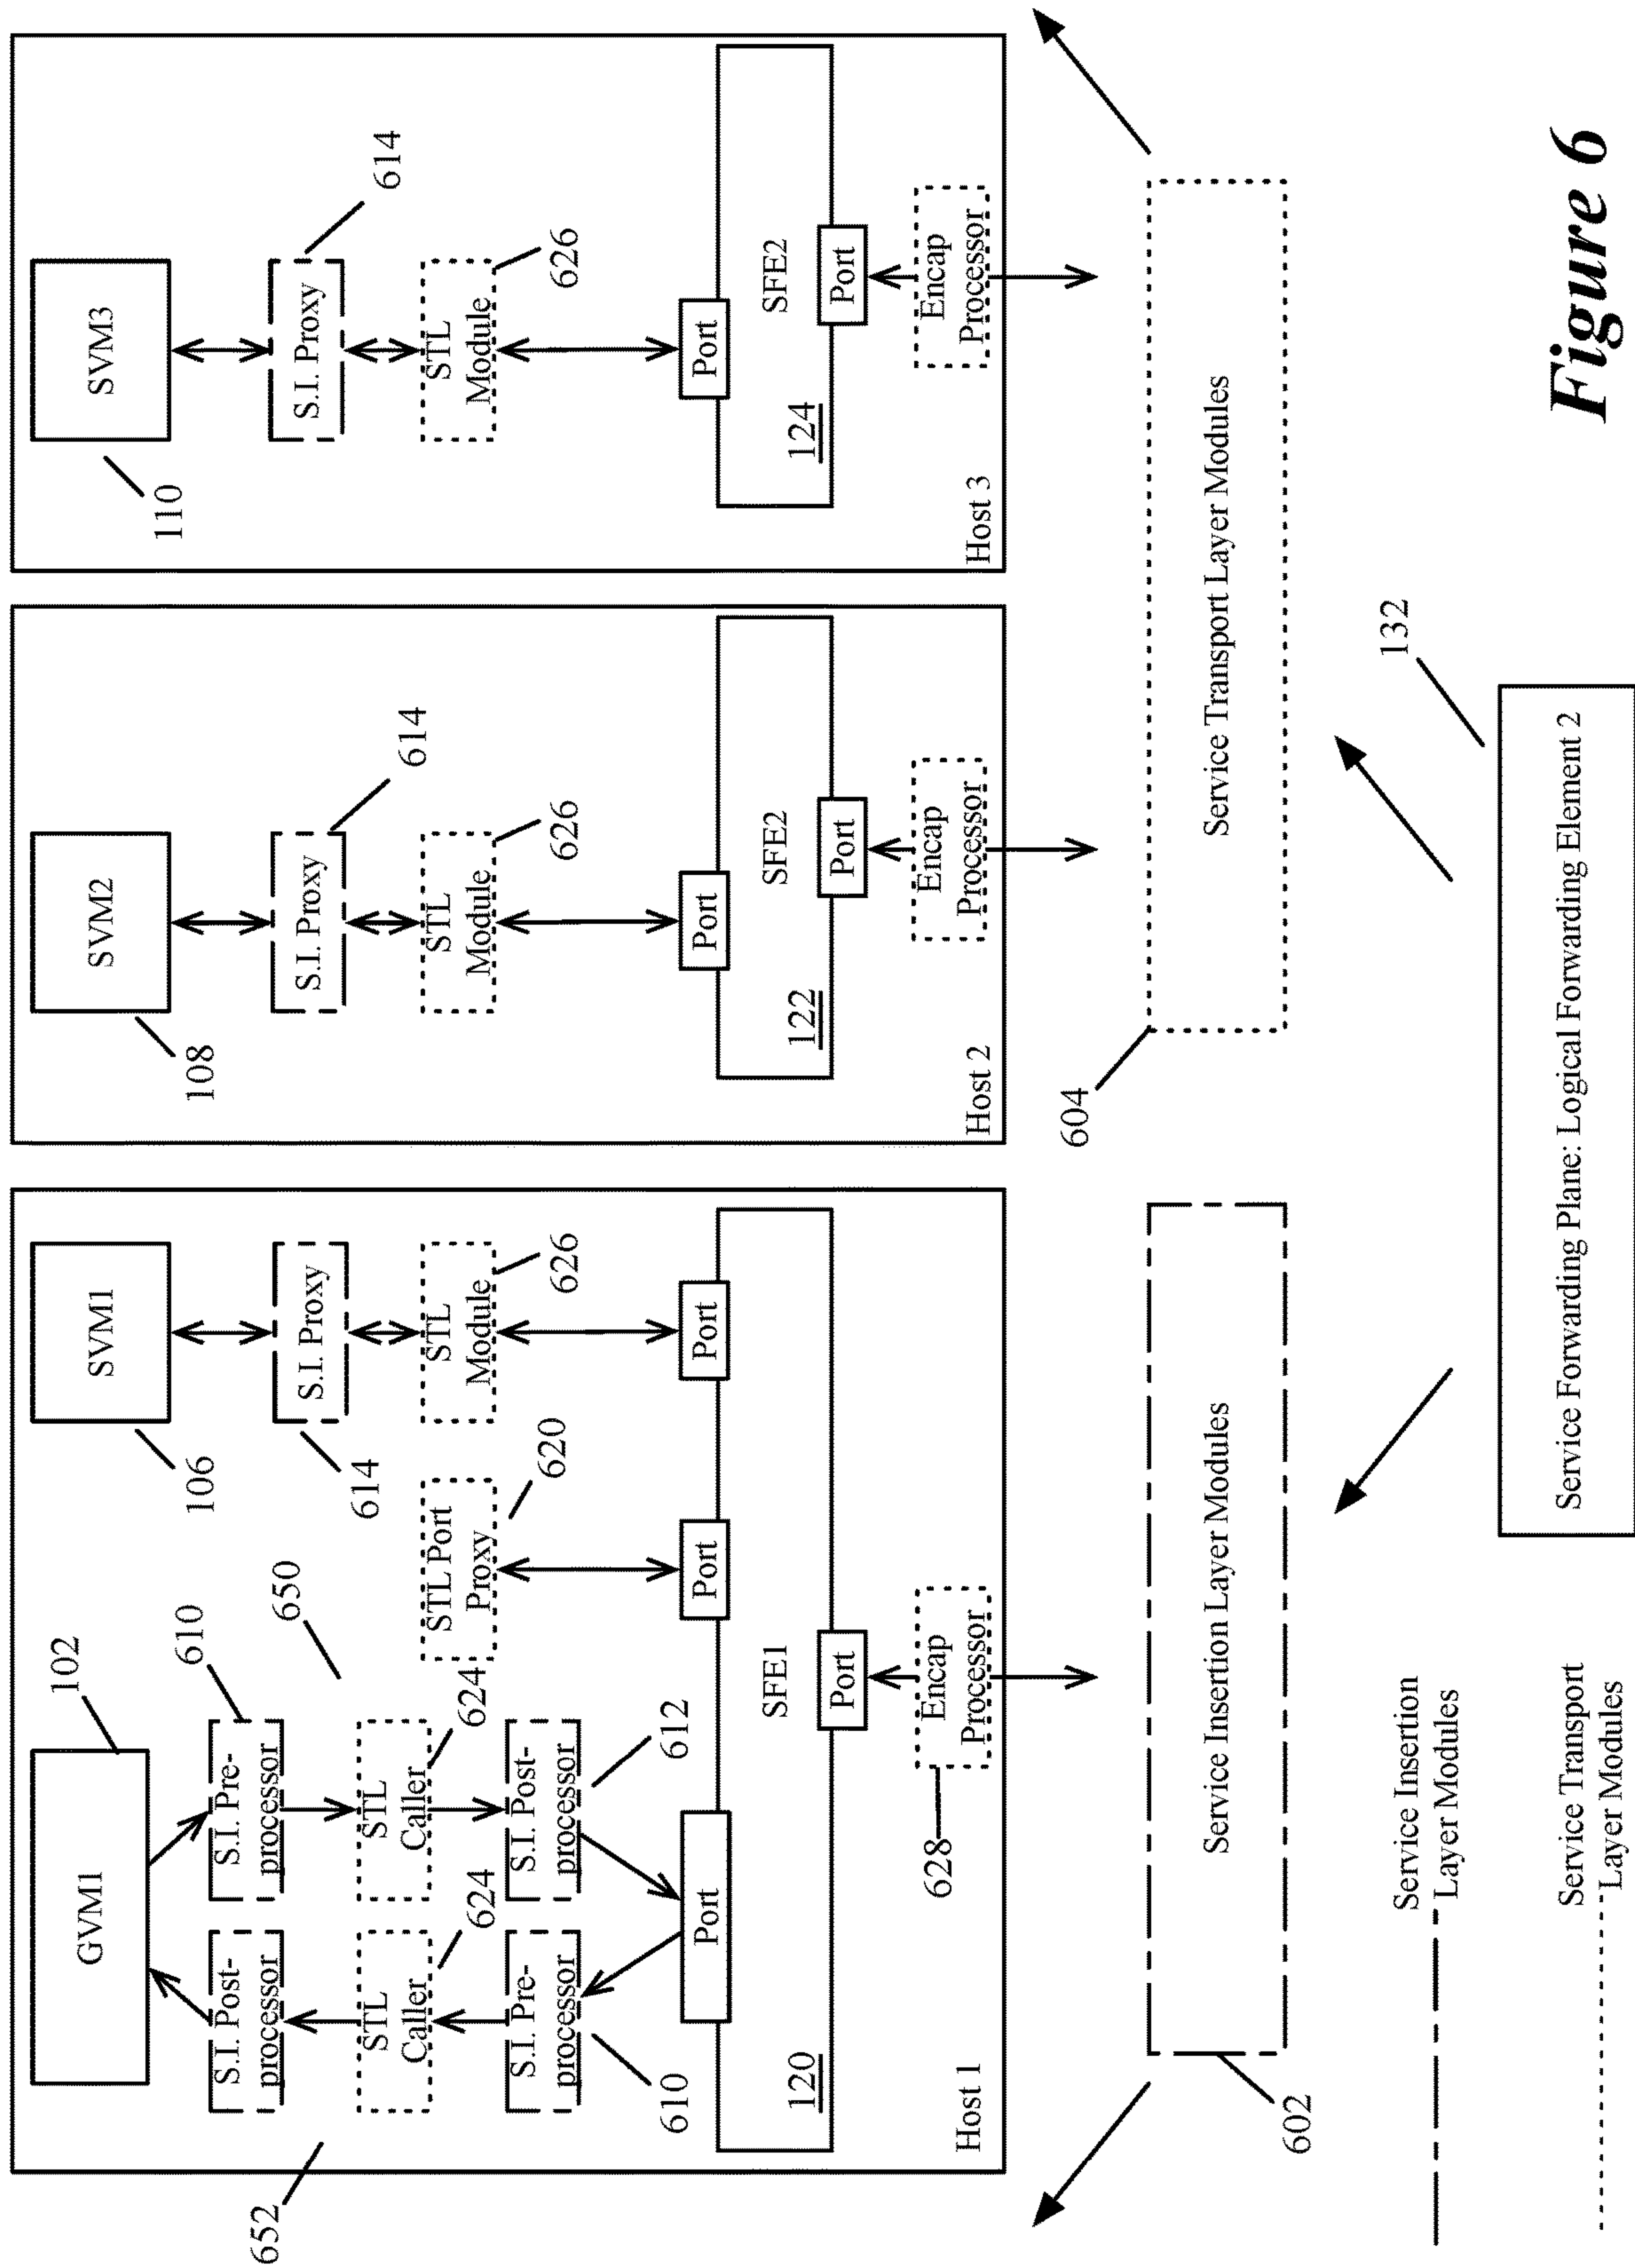 652
102
610
650
GVM1
S.I. Post-
processor
S.I. Pre-
processor
STL
Caller
624
STL
Caller
624
S.I. Pre-
processor
610
S.I. Post-
processor
612
STL Port
Proxy
620
SVM1
106
S.I. Proxy
614
STL
Module
626
Port
Port
Port
120
SFE1
Port
Host 1
628
Encap
Processor
SVM2
108
S.I. Proxy
614
STL
Module
626
Port
122
SFE2
Port
Host 2
Encap
Processor
SVM3
110
S.I. Proxy
614
STL
Module
626
Port
124
SFE2
Port
Host 3
Encap
Processor
602
Service Insertion Layer Modules
604
Service Transport Layer Modules
132
Service Forwarding Plane: Logical Forwarding Element 2
Service Insertion
Layer Modules
Service Transport
Layer Modules
Figure 6